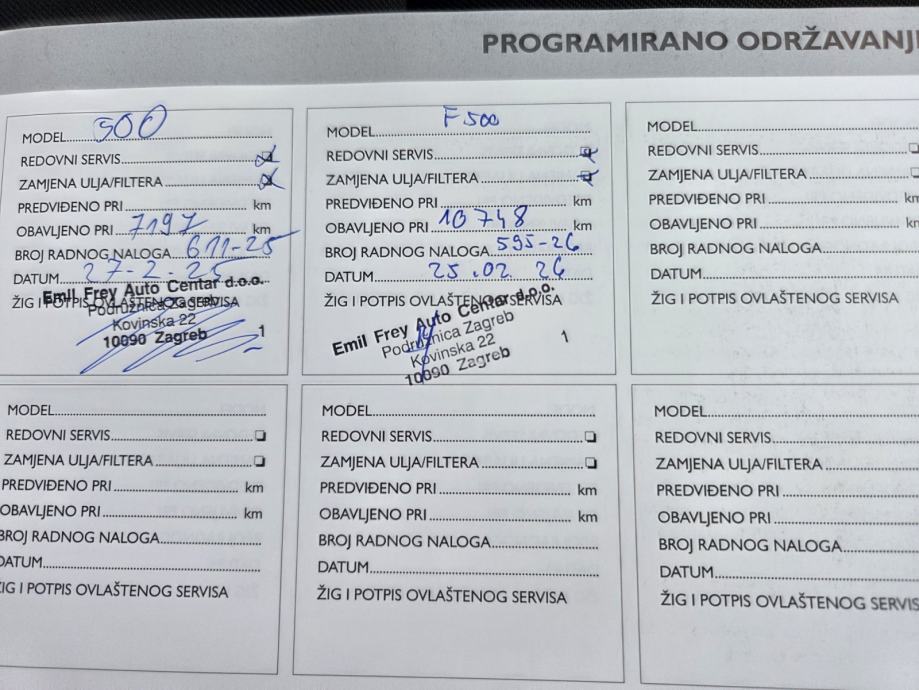 PROGRAMIRANO ODRŽAVANJ
MODEL 500
REDOVNI SERVIS
ZAMJENA ULJA/FILTERA
PREDVIĐENO PRI km
OBAVLJENO PRI 7197 km
BROJ RADNOG NALOGA 611-25
DATUM 27-2-25
ŽIG I POTPIS OVLAŠTENOG SERVISA
Emil Frey Auto Centar d.o.o.
Podružnica Zagreb
Kovinska 22
10090 Zagreb 1
MODEL F500
REDOVNI SERVIS
ZAMJENA ULJA/FILTERA
PREDVIĐENO PRI km
OBAVLJENO PRI 10748 km
BROJ RADNOG NALOGA 595-26
DATUM 25.02 26
ŽIG I POTPIS OVLAŠTENOG SERVISA
Emil Frey Auto Centar d.o.o.
Podružnica Zagreb
Kovinska 22
10090 Zagreb 1
MODEL
REDOVNI SERVIS
ZAMJENA ULJA/FILTERA
PREDVIĐENO PRI km
OBAVLJENO PRI km
BROJ RADNOG NALOGA
DATUM
ŽIG I POTPIS OVLAŠTENOG SERVISA
MODEL
REDOVNI SERVIS
ZAMJENA ULJA/FILTERA
PREDVIĐENO PRI km
OBAVLJENO PRI km
BROJ RADNOG NALOGA
DATUM
ŽIG I POTPIS OVLAŠTENOG SERVISA
MODEL
REDOVNI SERVIS
ZAMJENA ULJA/FILTERA
PREDVIĐENO PRI km
OBAVLJENO PRI km
BROJ RADNOG NALOGA
DATUM
ŽIG I POTPIS OVLAŠTENOG SERVISA
MODEL
REDOVNI SERVIS
ZAMJENA ULJA/FILTERA
PREDVIĐENO PRI
OBAVLJENO PRI
BROJ RADNOG NALOGA
DATUM
ŽIG I POTPIS OVLAŠTENOG SERVIS